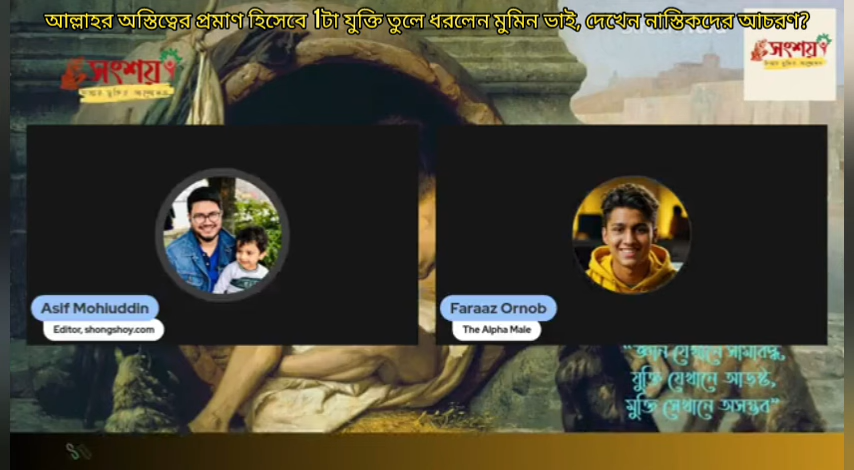 আল্লাহর অস্তিত্বের প্রমাণ হিসেবে 1টা যুক্তি তুলে ধরলেন মুমিন ভাই, দেখেন নাস্তিকদের আচরণ?
সংশয়
সংশয়
Asif Mohiuddin
Editor, shongshoy.com
Faraaz Ornob
The Alpha Male
"জ্ঞান যেখানে সীমাবদ্ধ,
যুক্তি যেখানে আড়ষ্ট,
মুক্তি সেখানে অসম্ভব"